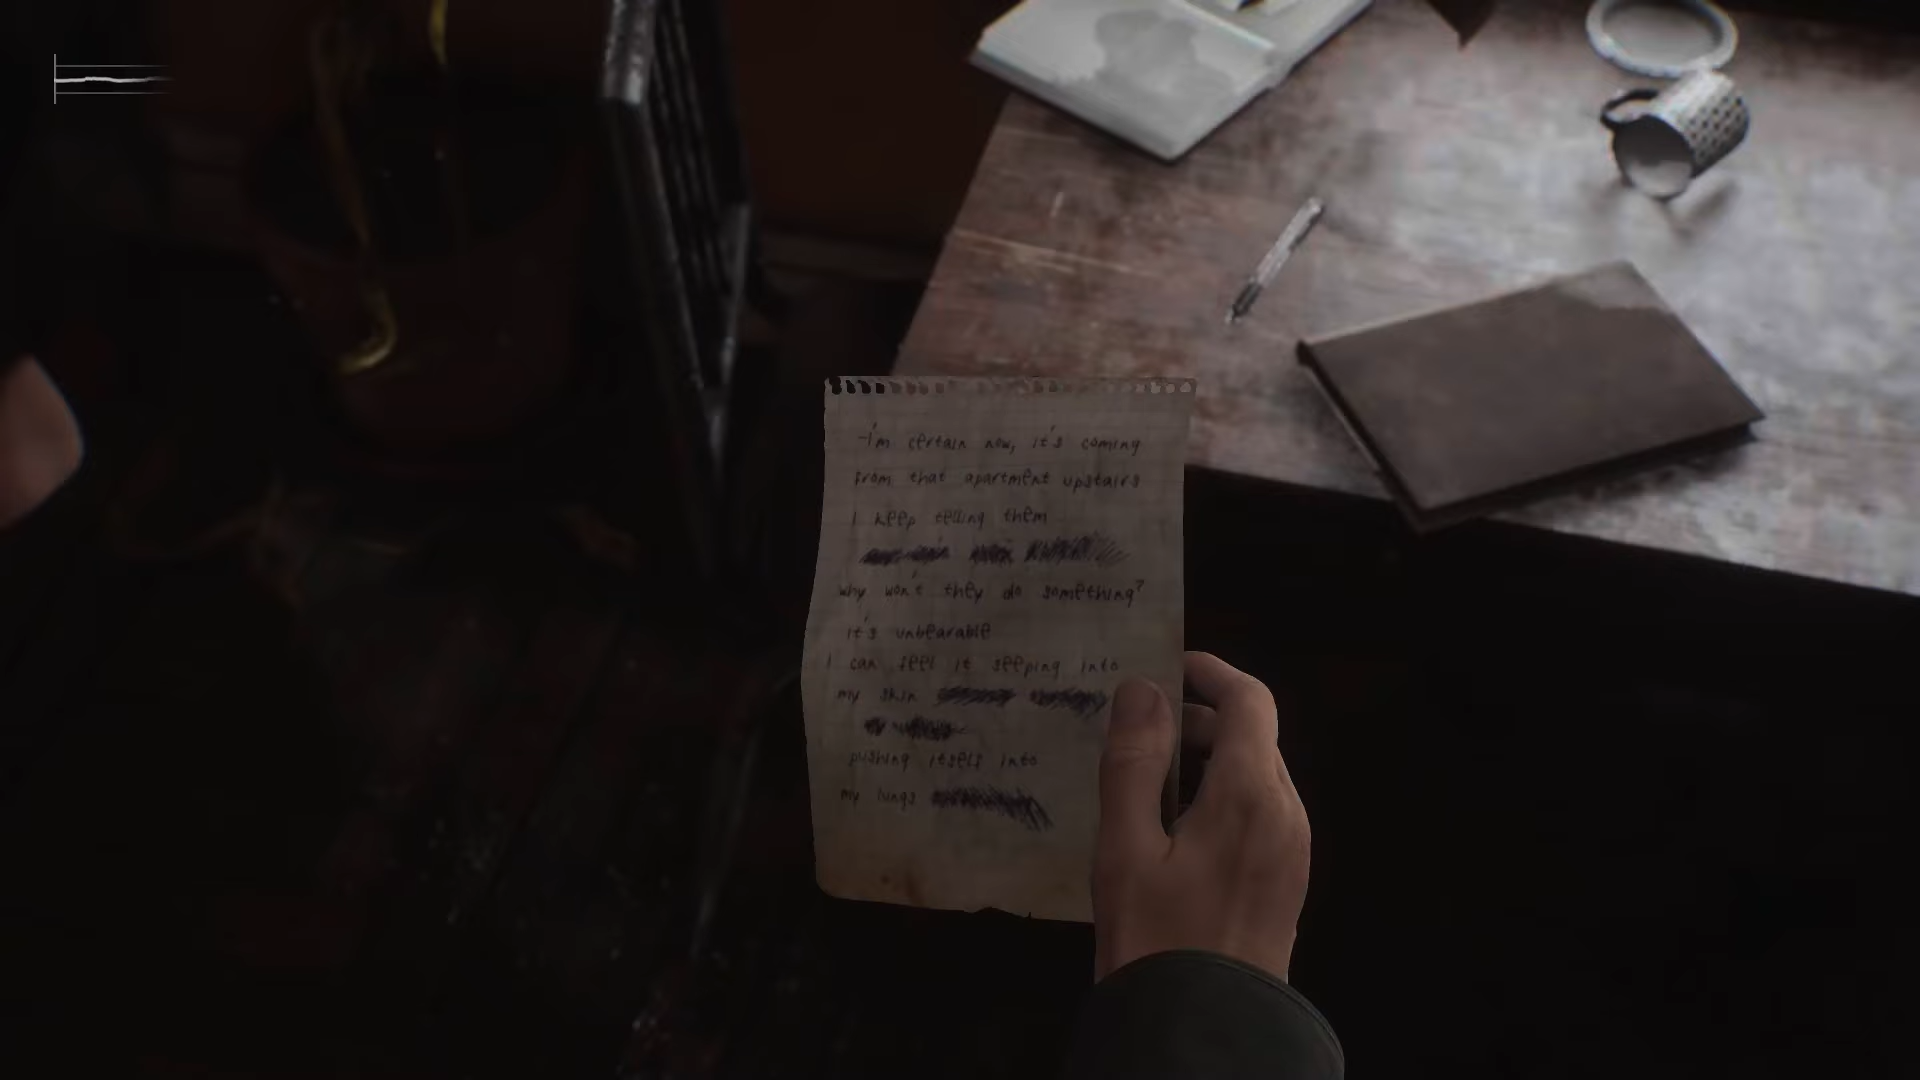 -I'm certain now, it's coming
from that apartment upstairs
I keep telling them
why won't they do something?
it's unbearable
I can feel it seeping into
my skin
pushing itself into
my lungs